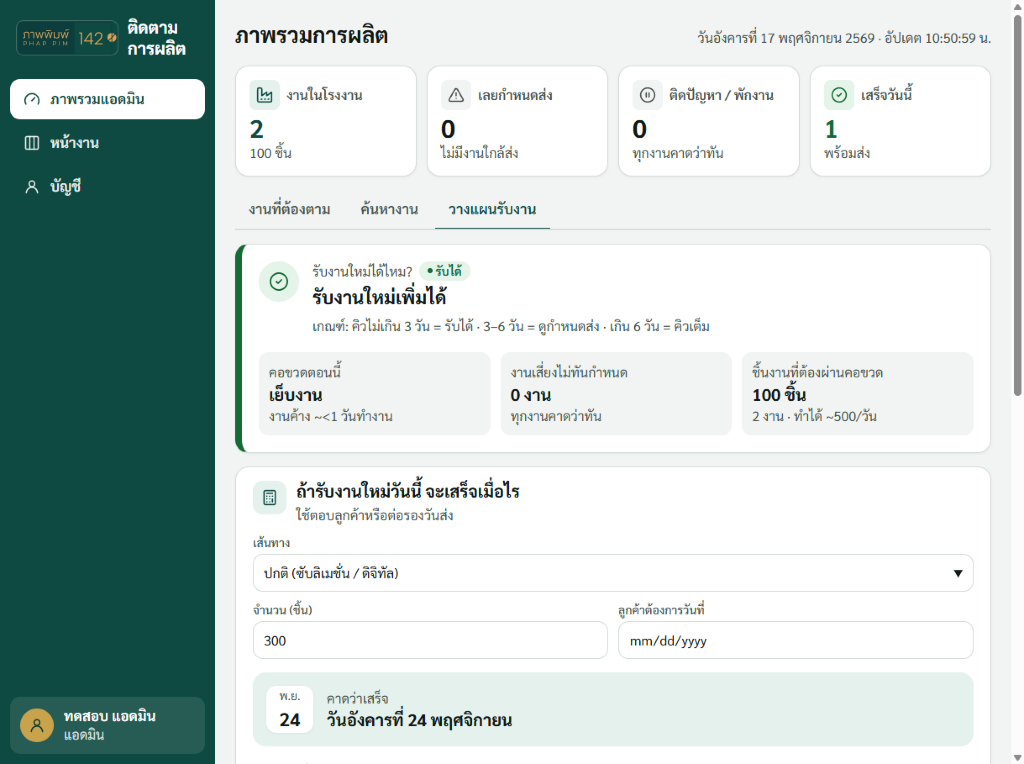 ภาพพิมพ์
PHAP PIM
142
ติดตาม
การผลิต
ภาพรวมแอดมิน
หน้างาน
บัญชี
ทดสอบ แอดมิน
แอดมิน
ภาพรวมการผลิต
วันอังคารที่ 17 พฤศจิกายน 2569 · อัปเดต 10:50:59 น.
งานในโรงงาน
2
100 ชิ้น
เลยกำหนดส่ง
0
ไม่มีงานใกล้ส่ง
ติดปัญหา / พักงาน
0
ทุกงานคาดว่าทัน
เสร็จวันนี้
1
พร้อมส่ง
งานที่ต้องตาม
ค้นหางาน
วางแผนรับงาน
รับงานใหม่ได้ไหม? • รับได้
รับงานใหม่เพิ่มได้
เกณฑ์: คิวไม่เกิน 3 วัน = รับได้ · 3–6 วัน = ดูกำหนดส่ง · เกิน 6 วัน = คิวเต็ม
คอขวดตอนนี้
เย็บงาน
งานค้าง ~<1 วันทำงาน
งานเสี่ยงไม่ทันกำหนด
0 งาน
ทุกงานคาดว่าทัน
ชิ้นงานที่ต้องผ่านคอขวด
100 ชิ้น
2 งาน · ทำได้ ~500/วัน
ถ้ารับงานใหม่วันนี้ จะเสร็จเมื่อไร
ใช้ตอบลูกค้าหรือต่อรองวันส่ง
เส้นทาง
ปกติ (ซับลิเมชั่น / ดิจิทัล)
จำนวน (ชิ้น)
300
ลูกค้าต้องการวันที่
mm/dd/yyyy
พ.ย.
24
คาดว่าเสร็จ
วันอังคารที่ 24 พฤศจิกายน